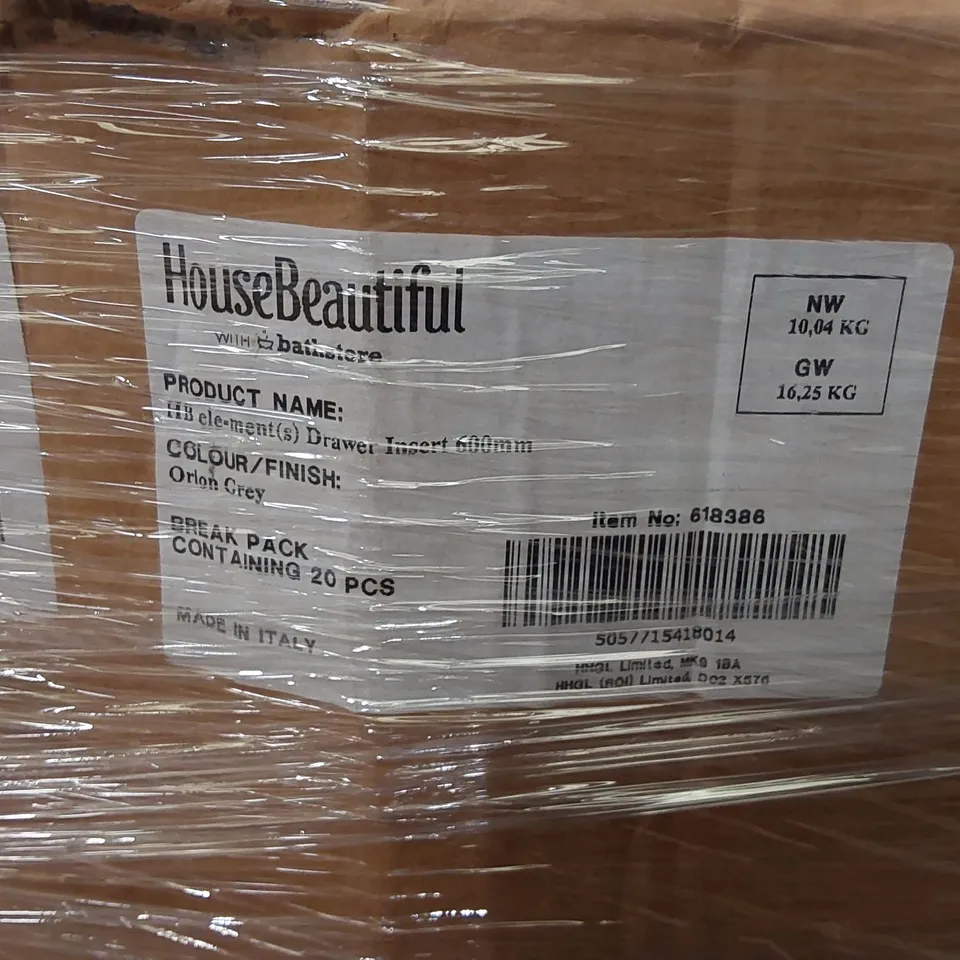 HouseBeautiful
WITH bathstore
PRODUCT NAME:
HB ele-ment(s) Drawer Insert 600mm
COLOUR/FINISH:
Orion Grey
BREAK PACK
CONTAINING 20 PCS
MADE IN ITALY
NW
10,04 KG
GW
16,25 KG
Item No: 618386
5057715418014
HHGL Limited, MK9 1BA
HHGL (ROI) Limited D02 X576